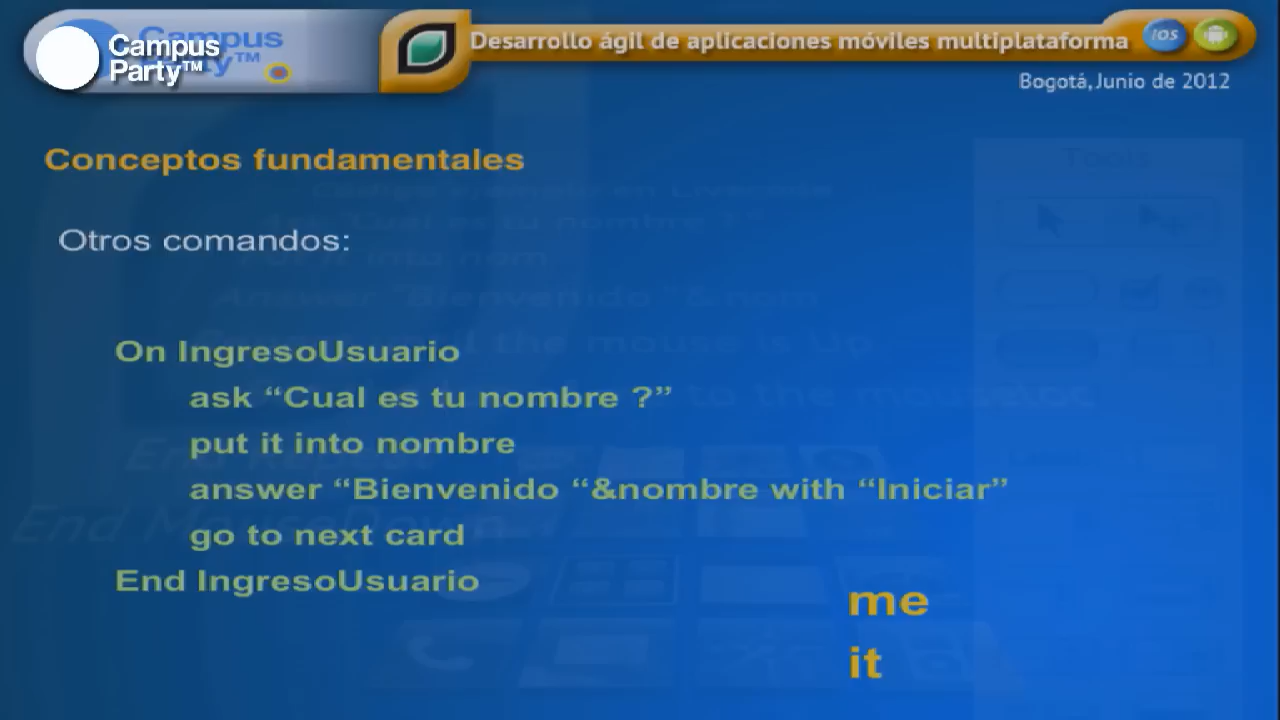 Campus
Party™
Desarrollo ágil de aplicaciones móviles multiplataforma
iOS
Bogotá,Junio de 2012
Conceptos fundamentales
Tools
Otros comandos:
On IngresoUsuario
ask “Cual es tu nombre ?”
put it into nombre
answer “Bienvenido “&nombre with “Iniciar”
go to next card
End IngresoUsuario
me
it